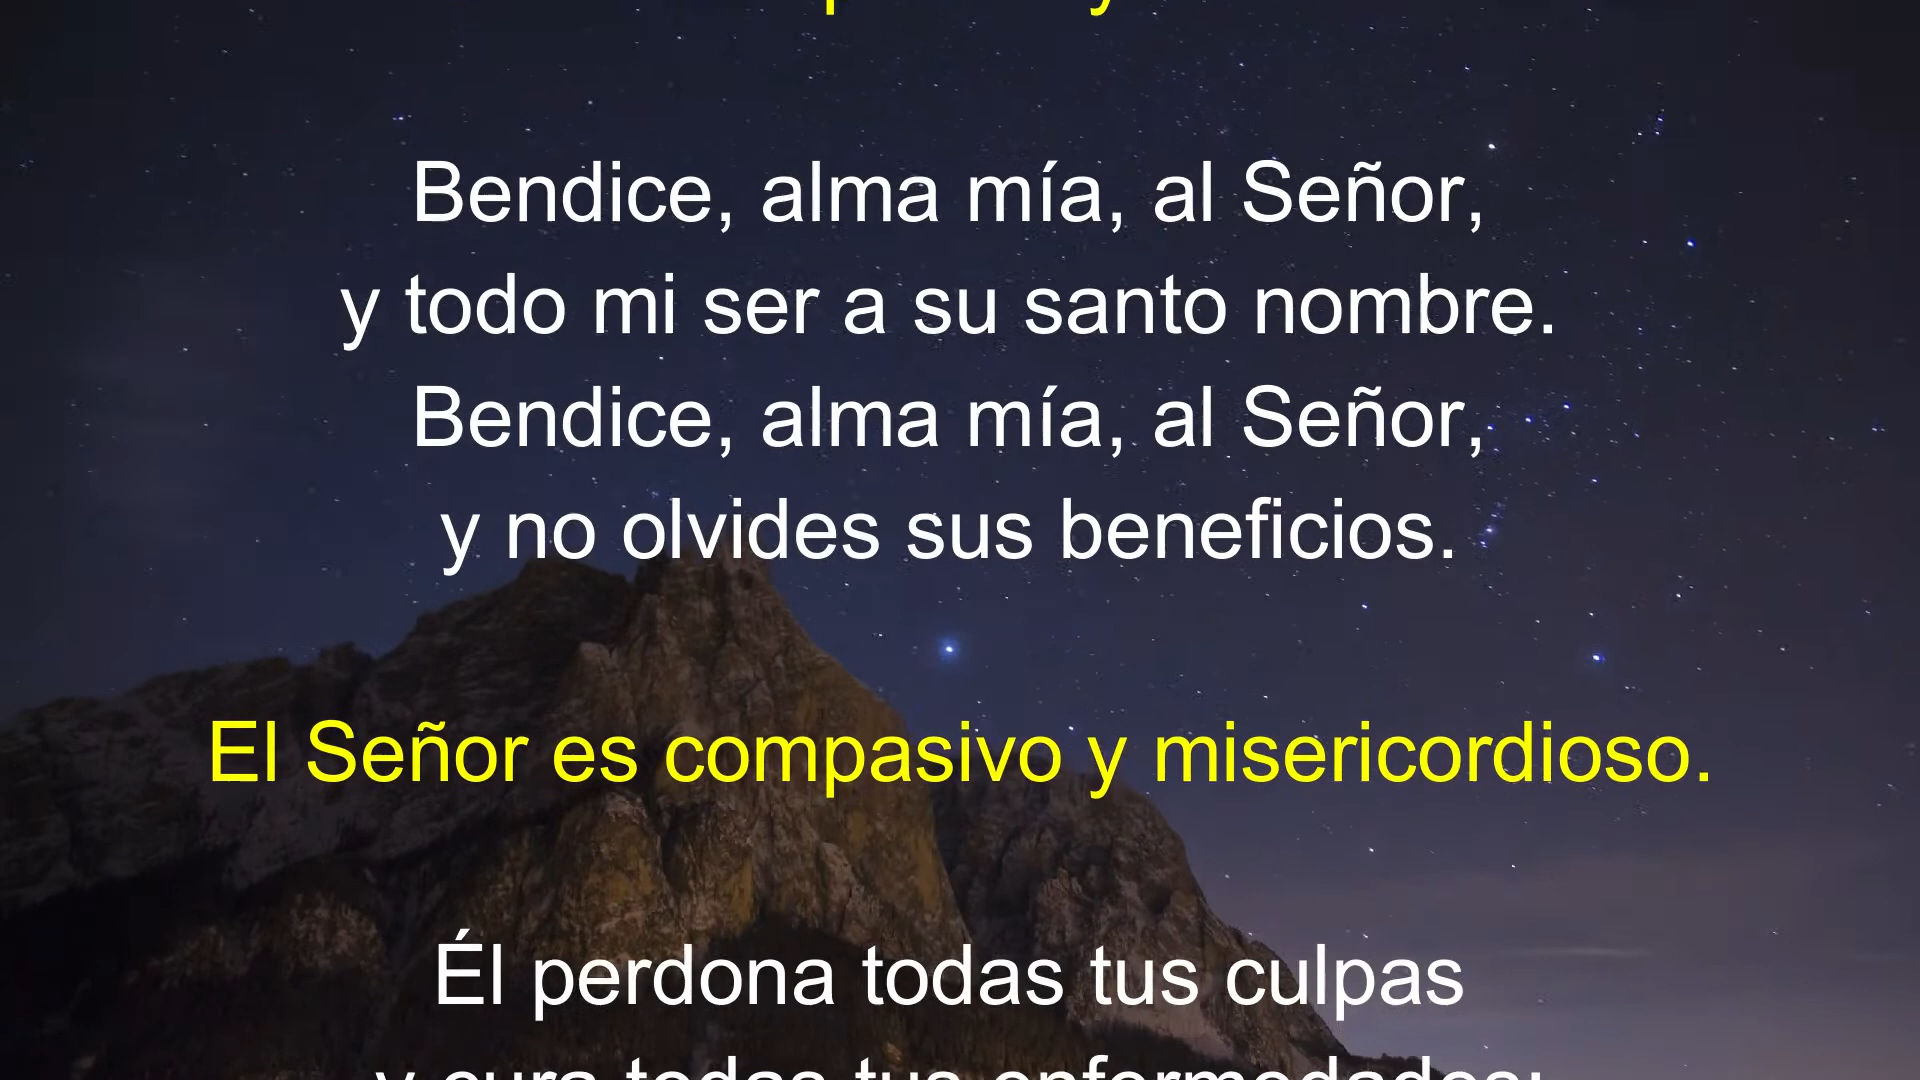 y
Bendice, alma mía, al Señor,
y todo mi ser a su santo nombre.
Bendice, alma mía, al Señor,
y no olvides sus beneficios.
El Señor es compasivo y misericordioso.
Él perdona todas tus culpas
y cura todas tus enfermedades;